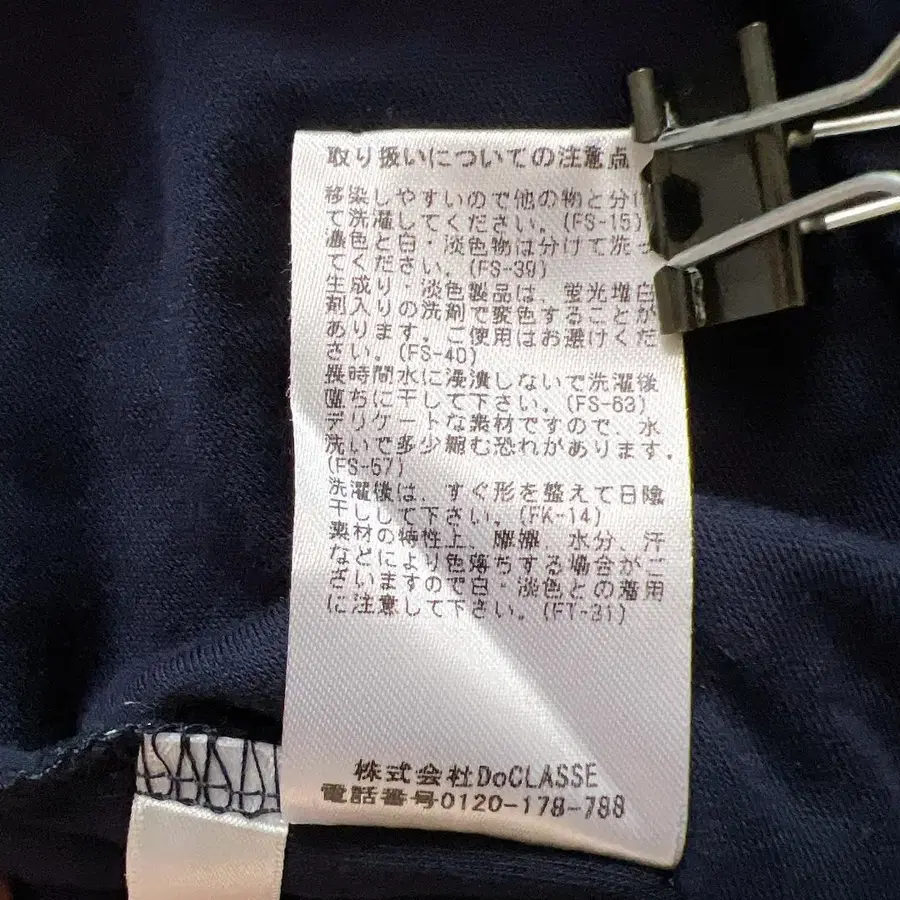 取り扱いについての注意点
移染しやすいので他の物と分け
て洗濯してください。(FS-15)
濃色と白・淡色物は分けて洗っ
てください。(FS-39)
生成り・淡色製品は、蛍光増白
剤入りの洗剤で変色することが
あります。ご使用はお避けくだ
さい。(FS-40)
長時間水に浸漬しないで洗濯後
直ちに干して下さい。(FS-63)
デリケートな素材ですので、水
洗いで多少縮む恐れがあります。
(FS-57)
洗濯後は、すぐ形を整えて日陰
干しして下さい。(FK-14)
素材の特性上、摩擦、水分、汗
などにより色落ちする場合がご
ざいますので白・淡色との着用
に注意して下さい。(FT-31)
株式会社DoCLASSE
電話番号0120-178-788